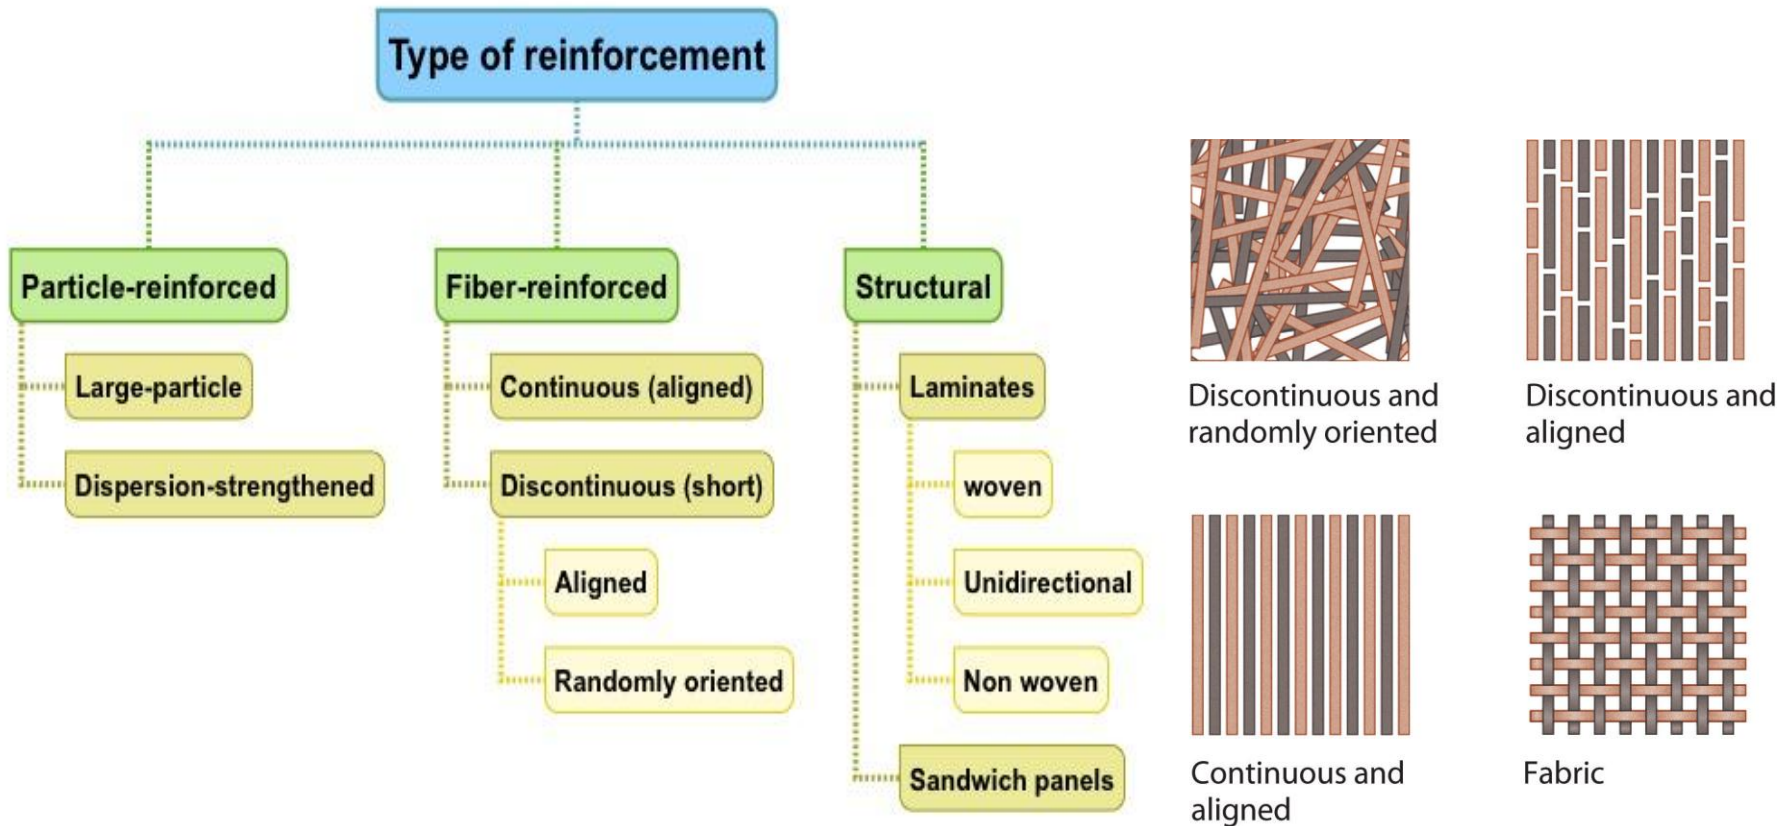 Type of reinforcement
Particle-reinforced
Large-particle
Dispersion-strengthened
Fiber-reinforced
Continuous (aligned)
Discontinuous (short)
Aligned
Randomly oriented
Structural
Laminates
woven
Unidirectional
Non woven
Sandwich panels
Discontinuous and
randomly oriented
Discontinuous and
aligned
Continuous and
aligned
Fabric